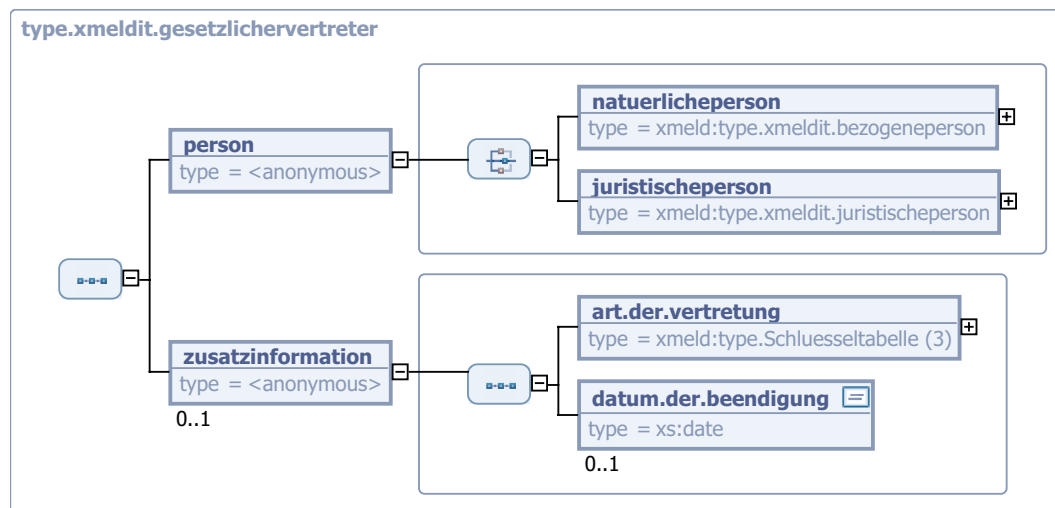 type.xmeldit.gesetzlichervertreter
person
type = <anonymous>
natuerlicheperson
type = xmeld:type.xmeldit.bezogeneperson
juristischeperson
type = xmeld:type.xmeldit.juristischeperson
zusatzinformation
type = <anonymous>
0..1
art.der.vertretung
type = xmeld:type.Schluesseltabelle (3)
datum.der.beendigung
type = xs:date
0..1